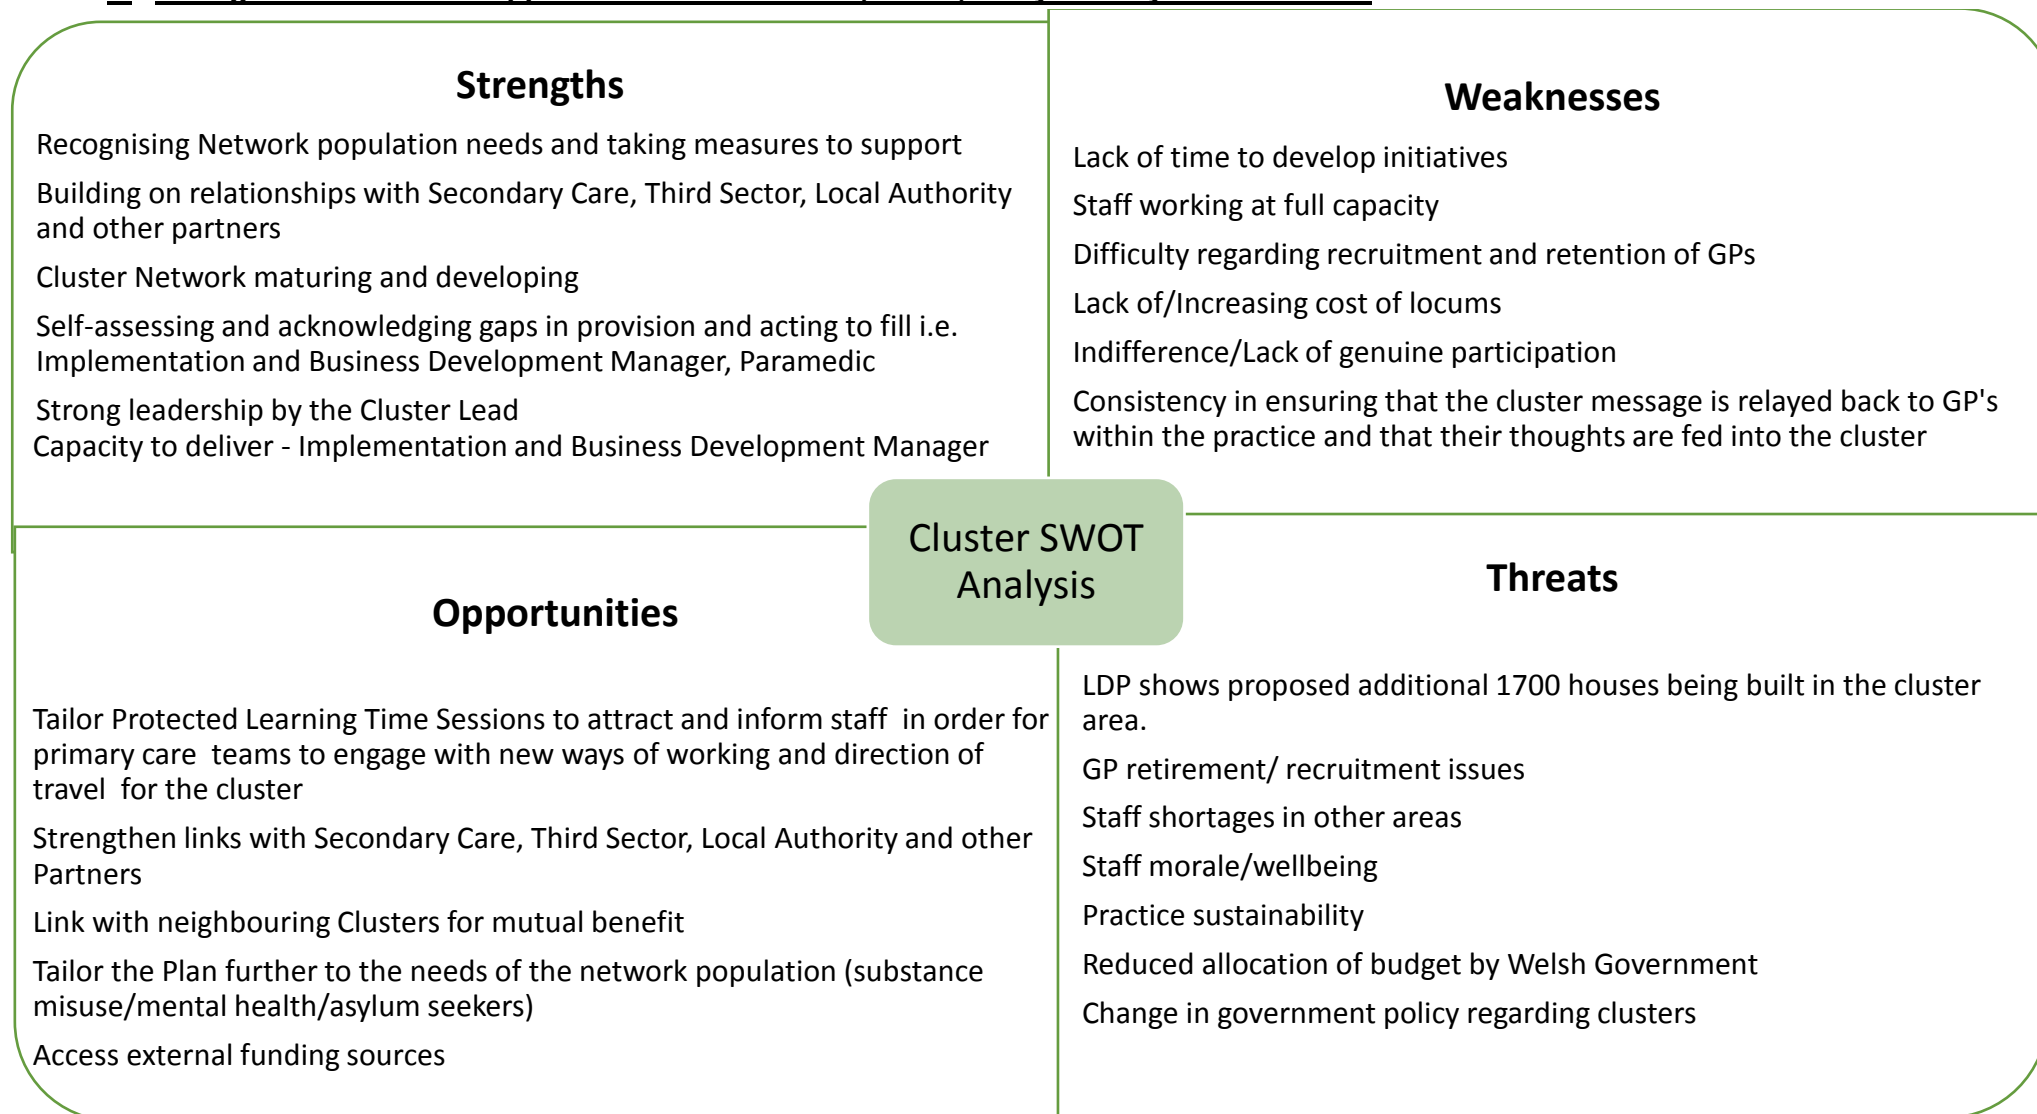 Strengths
Recognising Network population needs and taking measures to support
Building on relationships with Secondary Care, Third Sector, Local Authority
and other partners
Cluster Network maturing and developing
Self-assessing and acknowledging gaps in provision and acting to fill i.e.
Implementation and Business Development Manager, Paramedic
Strong leadership by the Cluster Lead
Capacity to deliver - Implementation and Business Development Manager
Weaknesses
Lack of time to develop initiatives
Staff working at full capacity
Difficulty regarding recruitment and retention of GPs
Lack of/Increasing cost of locums
Indifference/Lack of genuine participation
Consistency in ensuring that the cluster message is relayed back to GP's
within the practice and that their thoughts are fed into the cluster
Cluster SWOT
Analysis
Opportunities
Tailor Protected Learning Time Sessions to attract and inform staff  in order for
primary care  teams to engage with new ways of working and direction of
travel  for the cluster
Strengthen links with Secondary Care, Third Sector, Local Authority and other
Partners
Link with neighbouring Clusters for mutual benefit
Tailor the Plan further to the needs of the network population (substance
misuse/mental health/asylum seekers)
Access external funding sources
Threats
LDP shows proposed additional 1700 houses being built in the cluster
area.
GP retirement/ recruitment issues
Staff shortages in other areas
Staff morale/wellbeing
Practice sustainability
Reduced allocation of budget by Welsh Government
Change in government policy regarding clusters